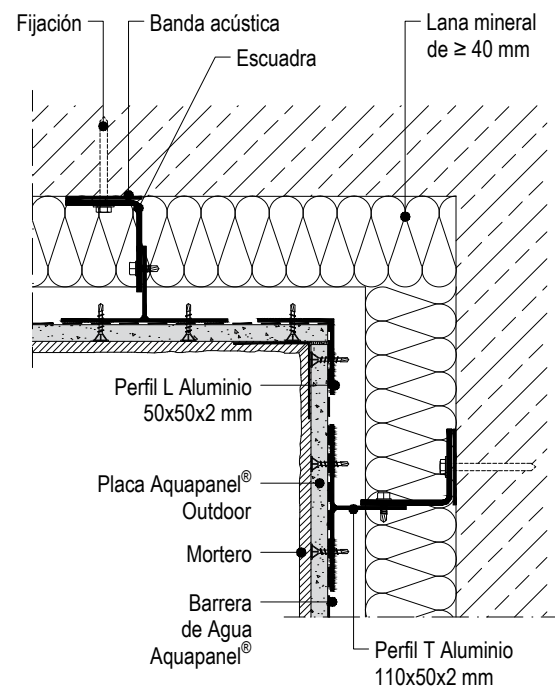 Fijación
Banda acústica
Escuadra
Lana mineral
de ≥ 40 mm
Perfil L Aluminio
50x50x2 mm
Placa Aquapanel®
Outdoor
Mortero
Barrera
de Agua
Aquapanel®
Perfil T Aluminio
110x50x2 mm